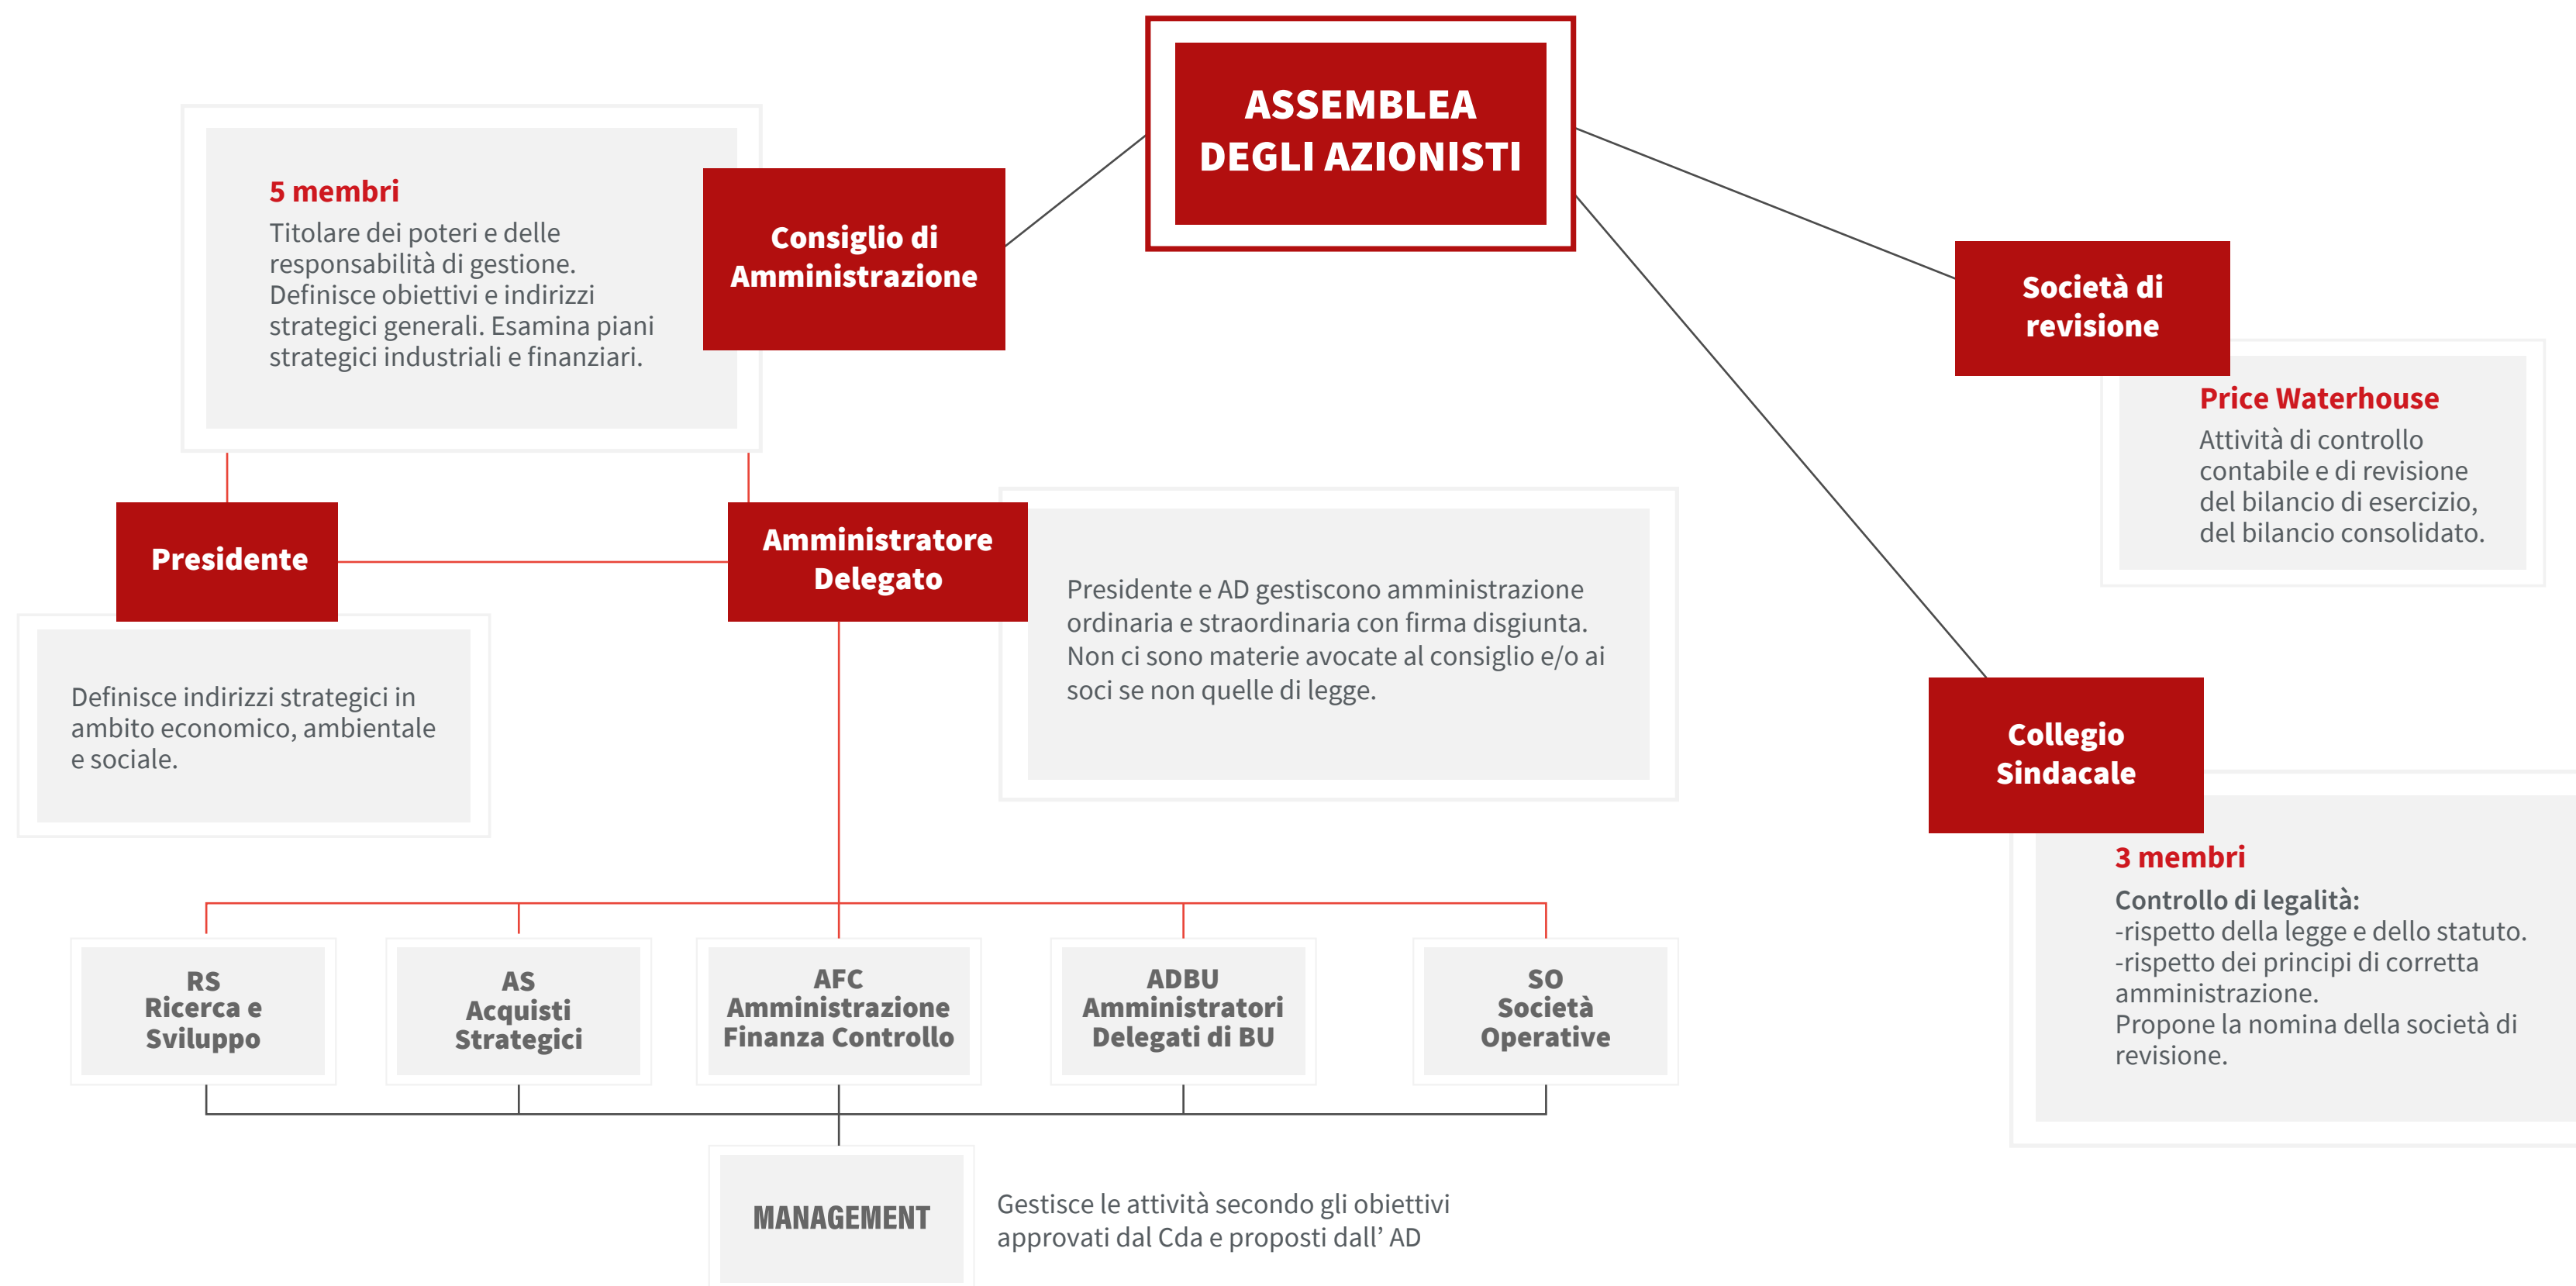 ASSEMBLEA
DEGLI AZIONISTI
5 membri
Titolare dei poteri e delle
responsabilità di gestione.
Definisce obiettivi e indirizzi
strategici generali. Esamina piani
strategici industriali e finanziari.
Consiglio di
Amministrazione
Società di
revisione
Price Waterhouse
Attività di controllo
contabile e di revisione
del bilancio di esercizio,
del bilancio consolidato.
Presidente
Definisce indirizzi strategici in
ambito economico, ambientale
e sociale.
Amministratore
Delegato
Presidente e AD gestiscono amministrazione
ordinaria e straordinaria con firma disgiunta.
Non ci sono materie avocate al consiglio e/o ai
soci se non quelle di legge.
Collegio
Sindacale
3 membri
Controllo di legalità:
-rispetto della legge e dello statuto.
-rispetto dei principi di corretta
amministrazione.
Propone la nomina della società di
revisione.
RS
Ricerca e
Sviluppo
AS
Acquisti
Strategici
AFC
Amministrazione
Finanza Controllo
ADBU
Amministratori
Delegati di BU
SO
Società
Operative
MANAGEMENT
Gestisce le attività secondo gli obiettivi
approvati dal Cda e proposti dall’ AD